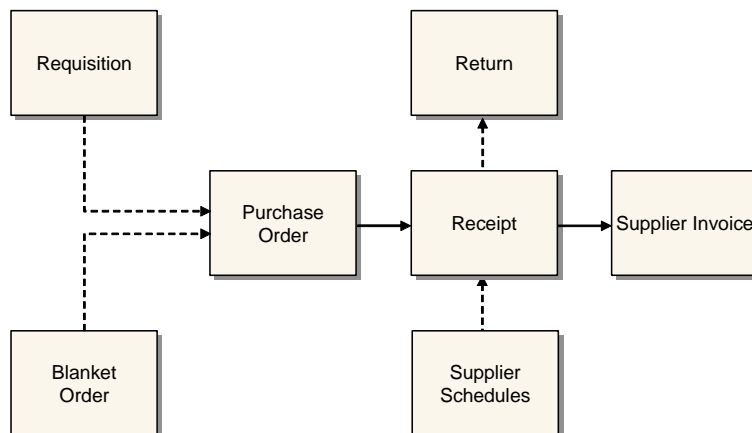 Requisition
Return
Purchase
Order
Receipt
Supplier Invoice
Blanket
Order
Supplier
Schedules